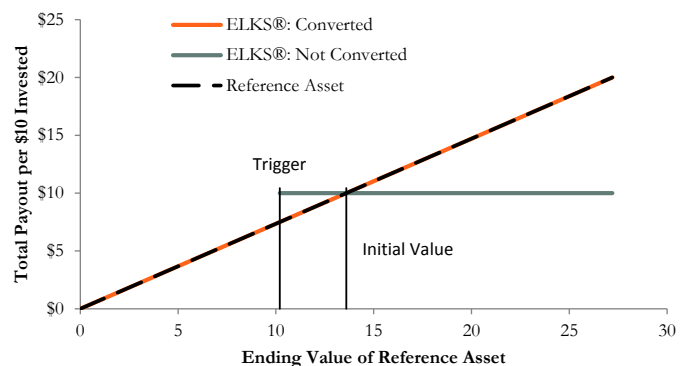 $25
$20
$15
$10
$5
$0
Total Payout per $10 Invested
ELKS®: Converted
ELKS®: Not Converted
Reference Asset
Trigger
Initial Value
0 5 10 15 20 25 30
Ending Value of Reference Asset